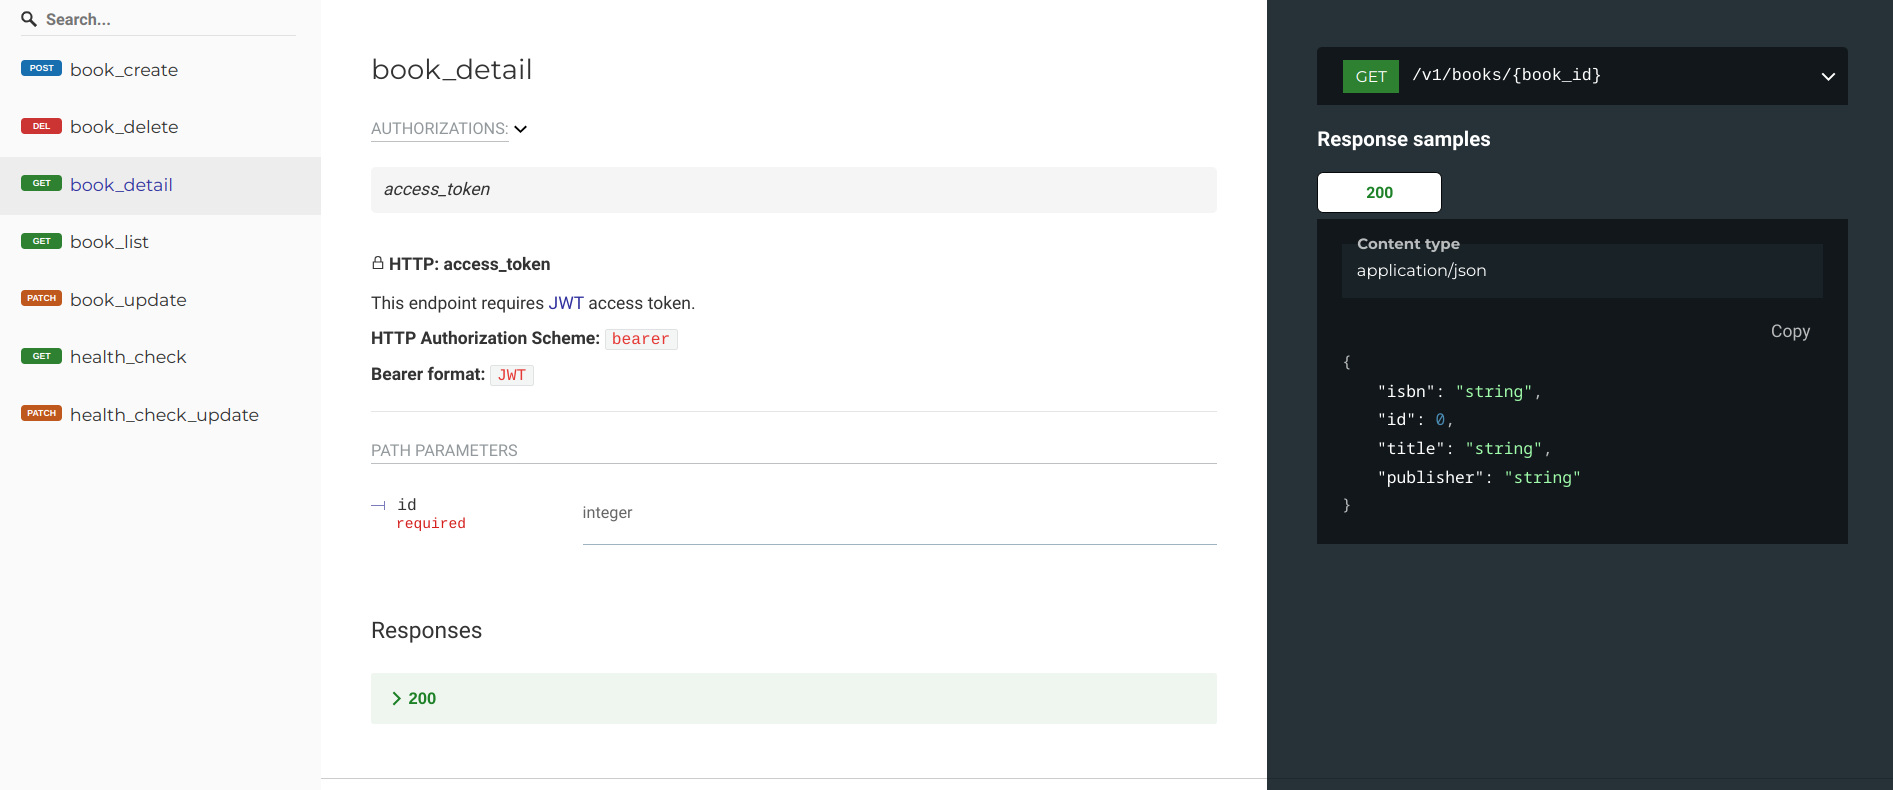 Search...
POST book_create
DEL book_delete
GET book_detail
GET book_list
PATCH book_update
GET health_check
PATCH health_check_update
book_detail
AUTHORIZATIONS:
access_token
HTTP: access_token
This endpoint requires JWT access token.
HTTP Authorization Scheme: bearer
Bearer format: JWT
PATH PARAMETERS
id
required
integer
Responses
200
GET /v1/books/{book_id}
Response samples
200
Content type
application/json
Copy
{
"isbn": "string",
"id": 0,
"title": "string",
"publisher": "string"
}